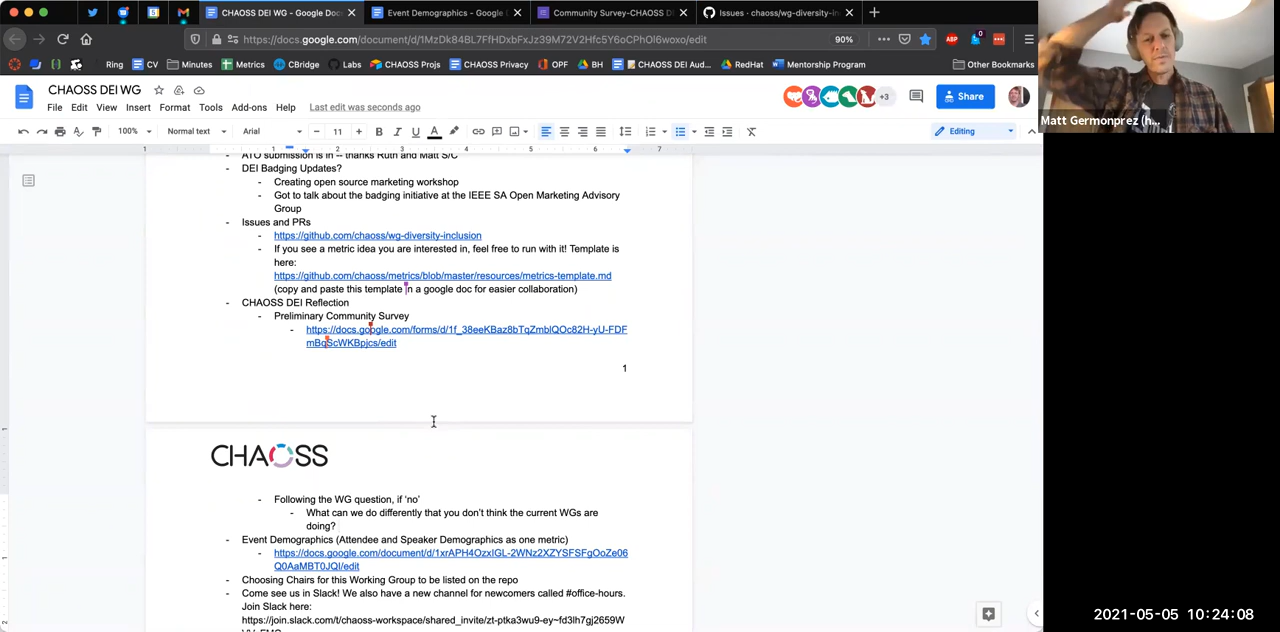 CHAOSS DEI WG - Google Doc
Event Demographics - Google
Community Survey-CHAOSS D
Issues · chaoss/wg-diversity-in
https://docs.google.com/document/d/1MzDk84BL7FfHDxbFxJz39M72V2Hfc5Y6oCPhOl6woxo/edit
90%
Ring
CV
Minutes
Metrics
CBridge
Labs
CHAOSS Projs
CHAOSS Privacy
OPF
BH
CHAOSS DEI Aud...
RedHat
Mentorship Program
Other Bookmarks
CHAOSS DEI WG
File Edit View Insert Format Tools Add-ons Help Last edit was seconds ago
+3
Share
100% Normal text Arial 11
Editing
Matt Germonprez (h...
1 1 2 3 4 5 6 7
- ATO submission is in -- thanks Ruth and Matt S/C
- DEI Badging Updates?
- Creating open source marketing workshop
- Got to talk about the badging initiative at the IEEE SA Open Marketing Advisory
Group
- Issues and PRs
- https://github.com/chaoss/wg-diversity-inclusion
- If you see a metric idea you are interested in, feel free to run with it! Template is
here:
https://github.com/chaoss/metrics/blob/master/resources/metrics-template.md
(copy and paste this template in a google doc for easier collaboration)
- CHAOSS DEI Reflection
- Preliminary Community Survey
- https://docs.google.com/forms/d/1f_38eeKBaz8bTqZmblQOc82H-yU-FDF
mBqScWKBpjcs/edit
1
CHAOSS
- Following the WG question, if 'no'
- What can we do differently that you don't think the current WGs are
doing?
- Event Demographics (Attendee and Speaker Demographics as one metric)
- https://docs.google.com/document/d/1xrAPH4OzxIGL-2WNz2XZYSFSFgOoZe06
Q0AaMBT0JQI/edit
- Choosing Chairs for this Working Group to be listed on the repo
- Come see us in Slack! We also have a new channel for newcomers called #office-hours.
Join Slack here:
https://join.slack.com/t/chaoss-workspace/shared_invite/zt-ptka3wu9-ey~fd3lh7gj2659W
2021-05-05 10:24:08